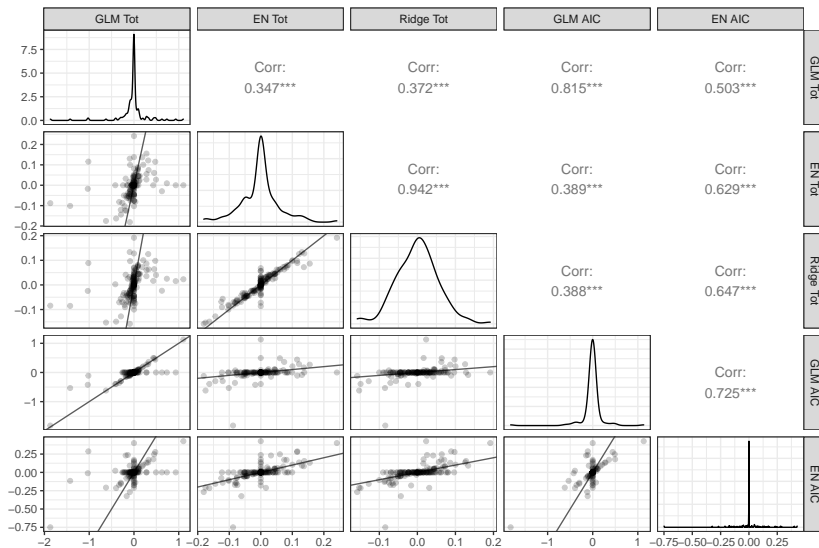 GLM Tot EN Tot Ridge Tot GLM AIC EN AIC
7.5
5.0
2.5
0.0
Corr:
0.347***
Corr:
0.372***
Corr:
0.815***
Corr:
0.503***
GLM Tot
0.2
0.1
0.0
−0.1
−0.2
Corr:
0.942***
Corr:
0.389***
Corr:
0.629***
EN Tot
0.2
0.1
0.0
−0.1
Corr:
0.388***
Corr:
0.647***
Ridge Tot
1
0
−1
Corr:
0.725***
GLM AIC
0.25
0.00
−0.25
−0.50
−0.75
EN AIC
−2 −1 0 1 −0.2 −0.1 0.0 0.1 0.2 −0.1 0.0 0.1 0.2 −1 0 1 −0.75 −0.50 −0.25 0.00 0.25